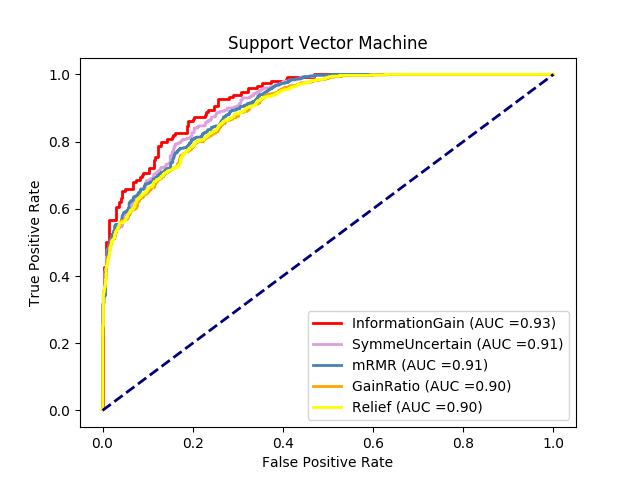 Support Vector Machine
True Positive Rate
1.0
0.8
0.6
0.4
0.2
0.0
InformationGain (AUC =0.93)
SymmeUncertain (AUC =0.91)
mRMR (AUC =0.91)
GainRatio (AUC =0.90)
Relief (AUC =0.90)
0.0 0.2 0.4 0.6 0.8 1.0
False Positive Rate